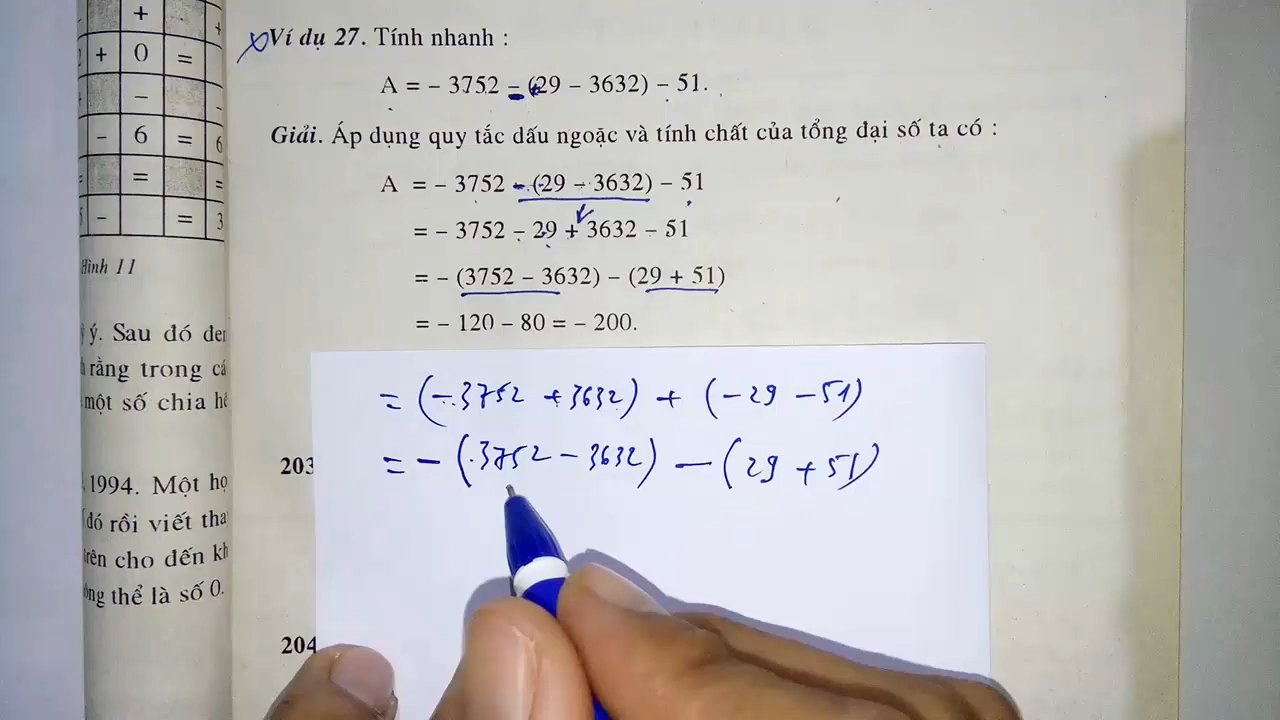 +
+ 0 =
–
– 6 = 6
= =
– = 3
Hình 11
ý. Sau đó đe
rằng trong cá
một số chia hế
1994. Một họ
đó rồi viết tha
trên cho đến kh
ông thể là số 0.
Ví dụ 27. Tính nhanh :
A = – 3752 – (29 – 3632) – 51.
Giải. Áp dụng quy tắc dấu ngoặc và tính chất của tổng đại số ta có :
A = – 3752 – (29 – 3632) – 51
= – 3752 – 29 + 3632 – 51
= – (3752 – 3632) – (29 + 51)
= – 120 – 80 = – 200.
= (–3752 + 3632) + (–29 – 51)
203
= – (3752 – 3632) – (29 + 51)
204